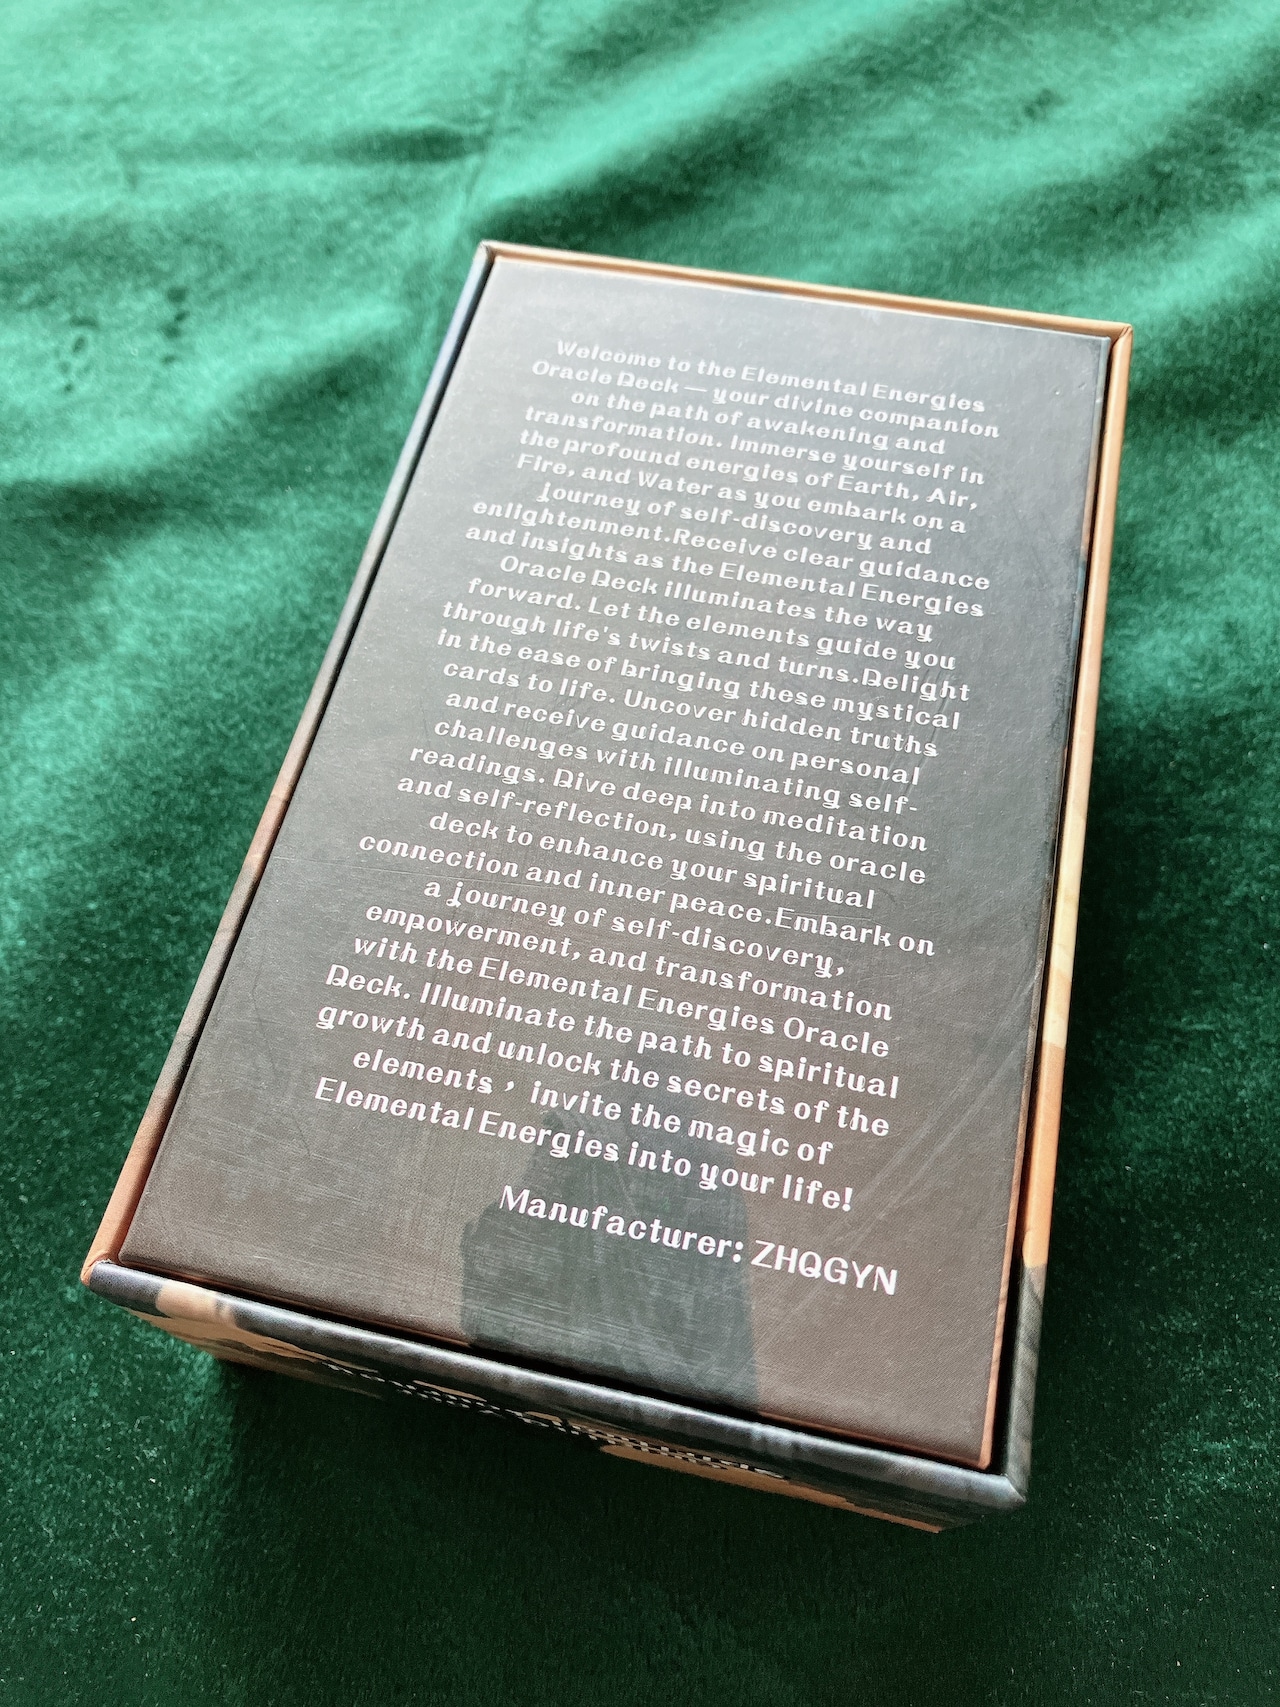 Welcome to the Elemental Energies
Oracle Deck — your divine companion
on the path of awakening and
transformation. Immerse yourself in
the profound energies of Earth, Air,
Fire, and Water as you embark on a
journey of self-discovery and
enlightenment.Receive clear guidance
and insights as the Elemental Energies
Oracle Deck illuminates the way
forward. Let the elements guide you
through life's twists and turns.Delight
in the ease of bringing these mystical
cards to life. Uncover hidden truths
and receive guidance on personal
challenges with illuminating self-
readings. Dive deep into meditation
and self-reflection, using the oracle
deck to enhance your spiritual
connection and inner peace.Embark on
a journey of self-discovery,
empowerment, and transformation
with the Elemental Energies Oracle
Deck. Illuminate the path to spiritual
growth and unlock the secrets of the
elements ’ invite the magic of
Elemental Energies into your life!
Manufacturer: ZHQGYN